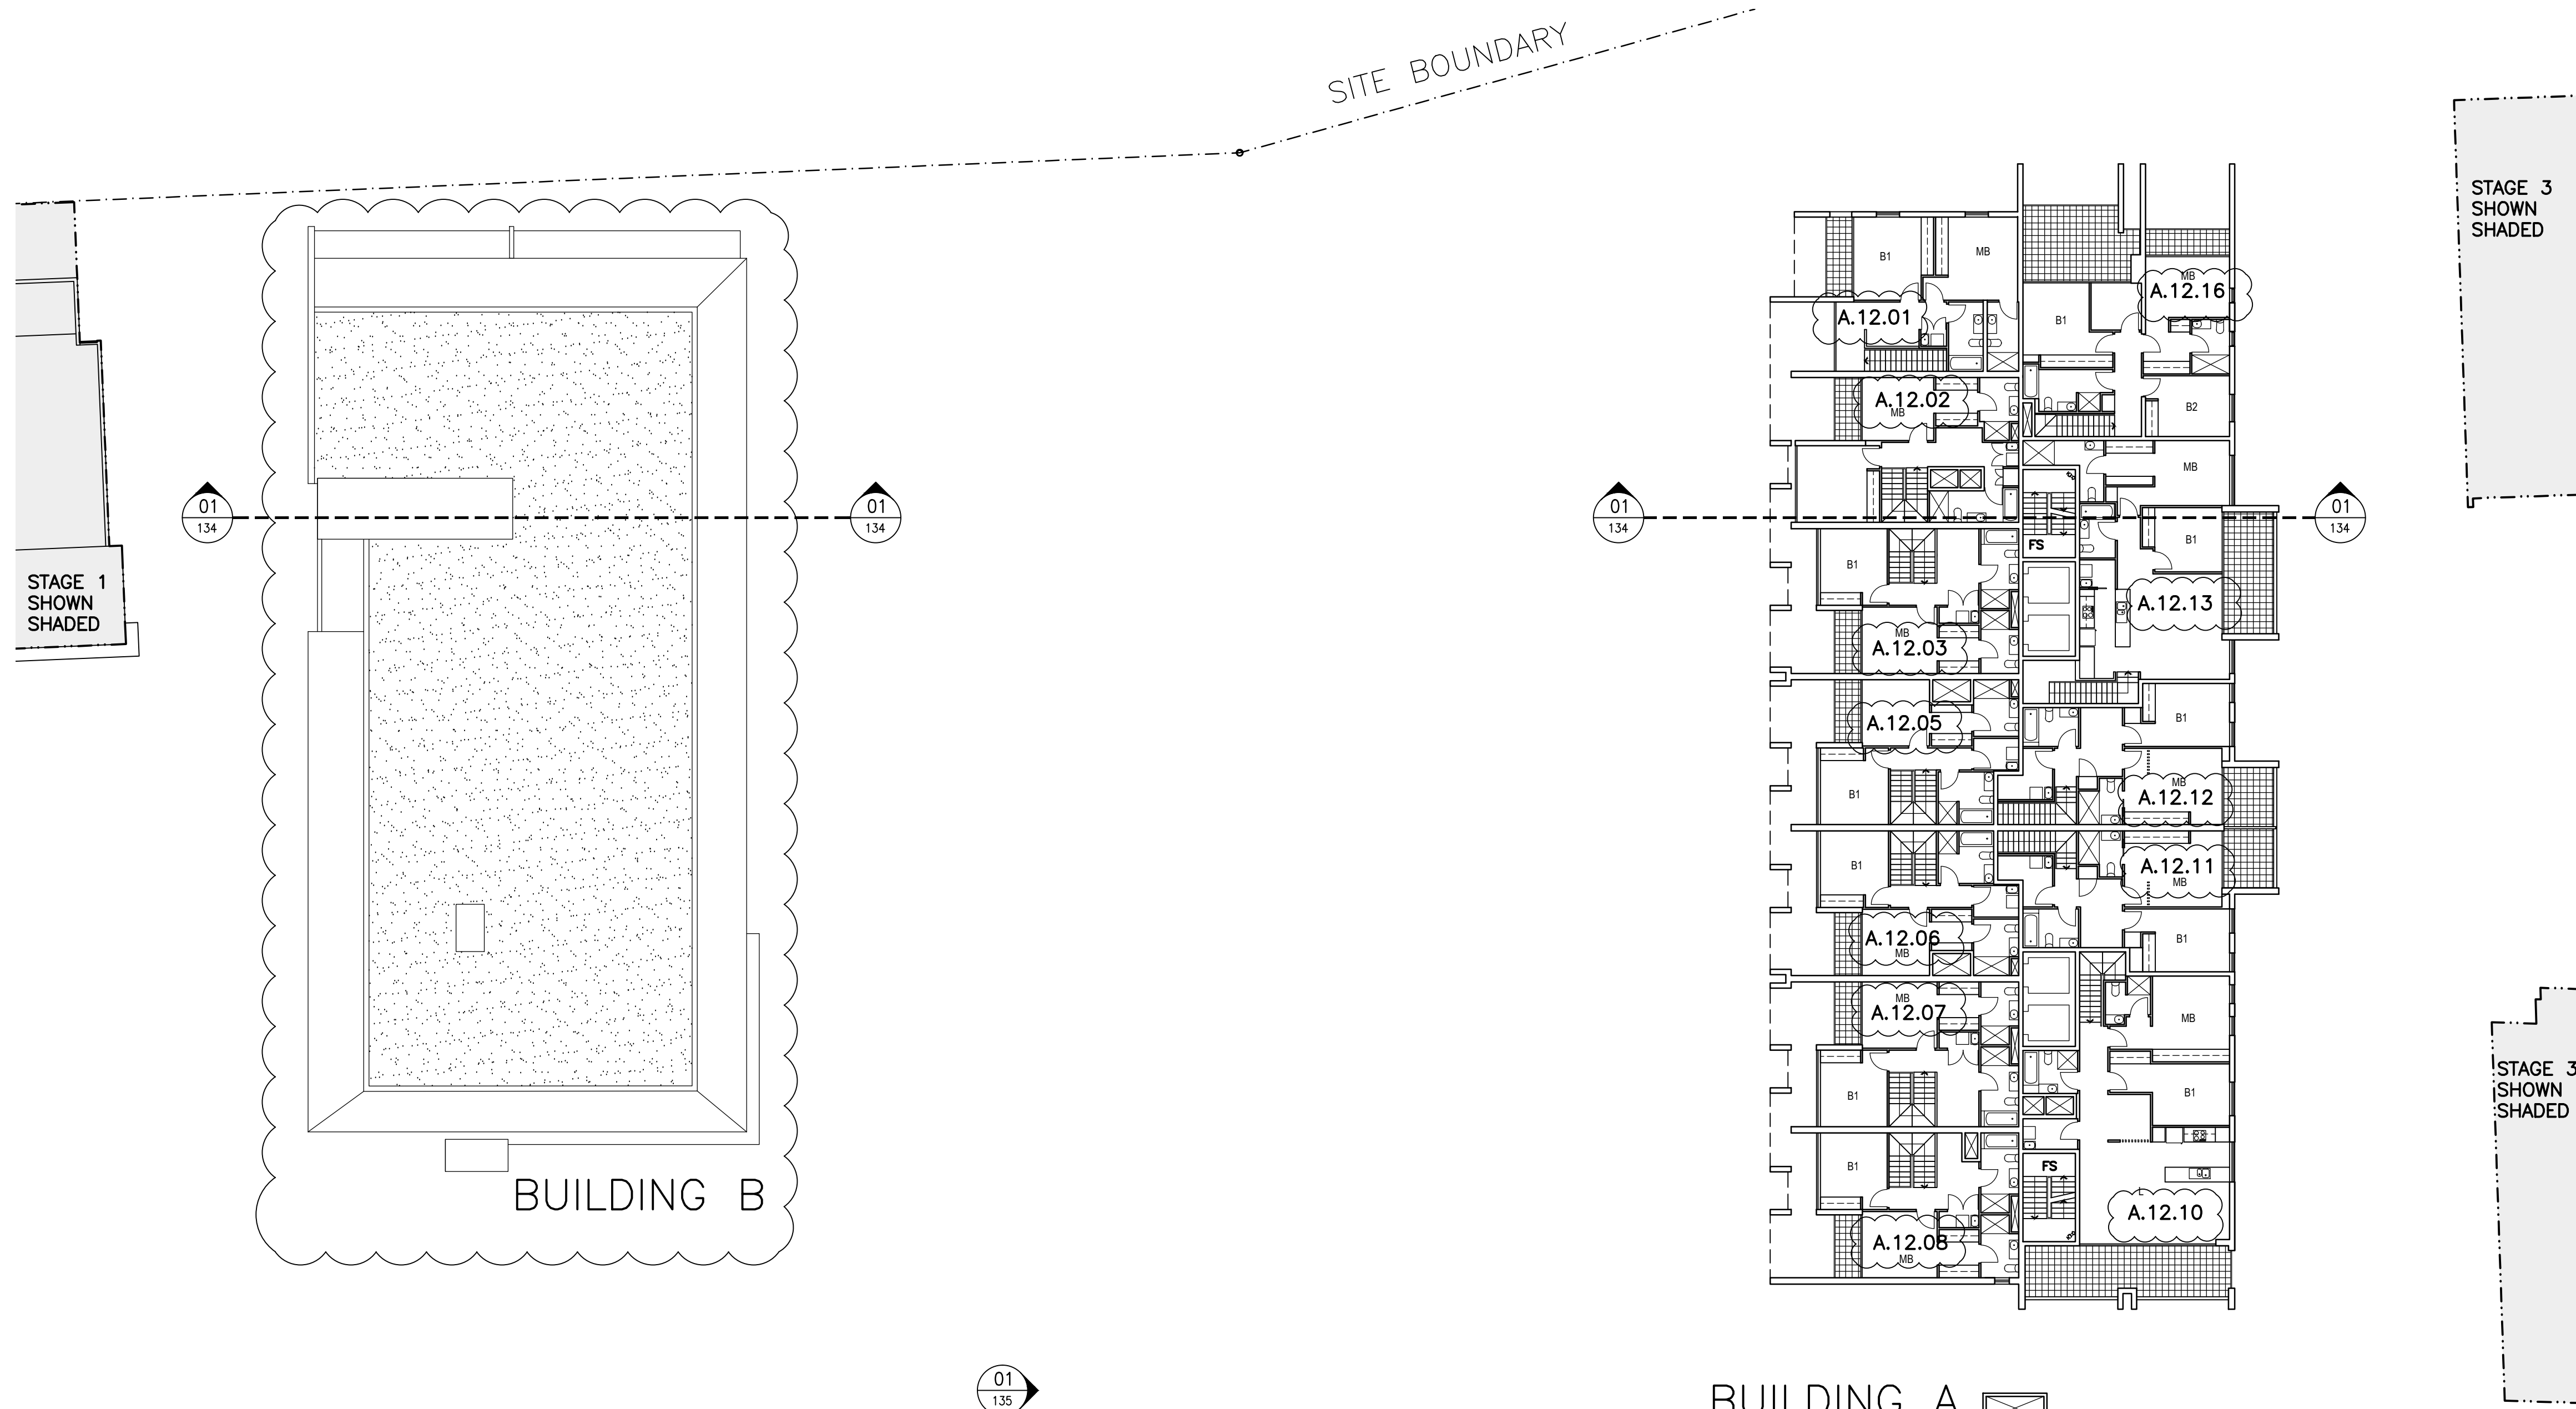 SITE BOUNDARY
STAGE 3
SHOWN
SHADED
B1
MB
MB
A.12.16
A.12.01
B1
A.12.02
MB
B2
MB
01
134
01
134
01
134
01
134
B1
FS
B1
STAGE 1
SHOWN
SHADED
A.12.13
MB
A.12.03
A.12.05
B1
MB
A.12.12
B1
B1
A.12.11
MB
A.12.06
MB
B1
MB
A.12.07
MB
STAGE 3
SHOWN
SHADED
B1
B1
B1
FS
BUILDING B
L
A.12.10
A.12.08
MB
01
135
BUILDING A